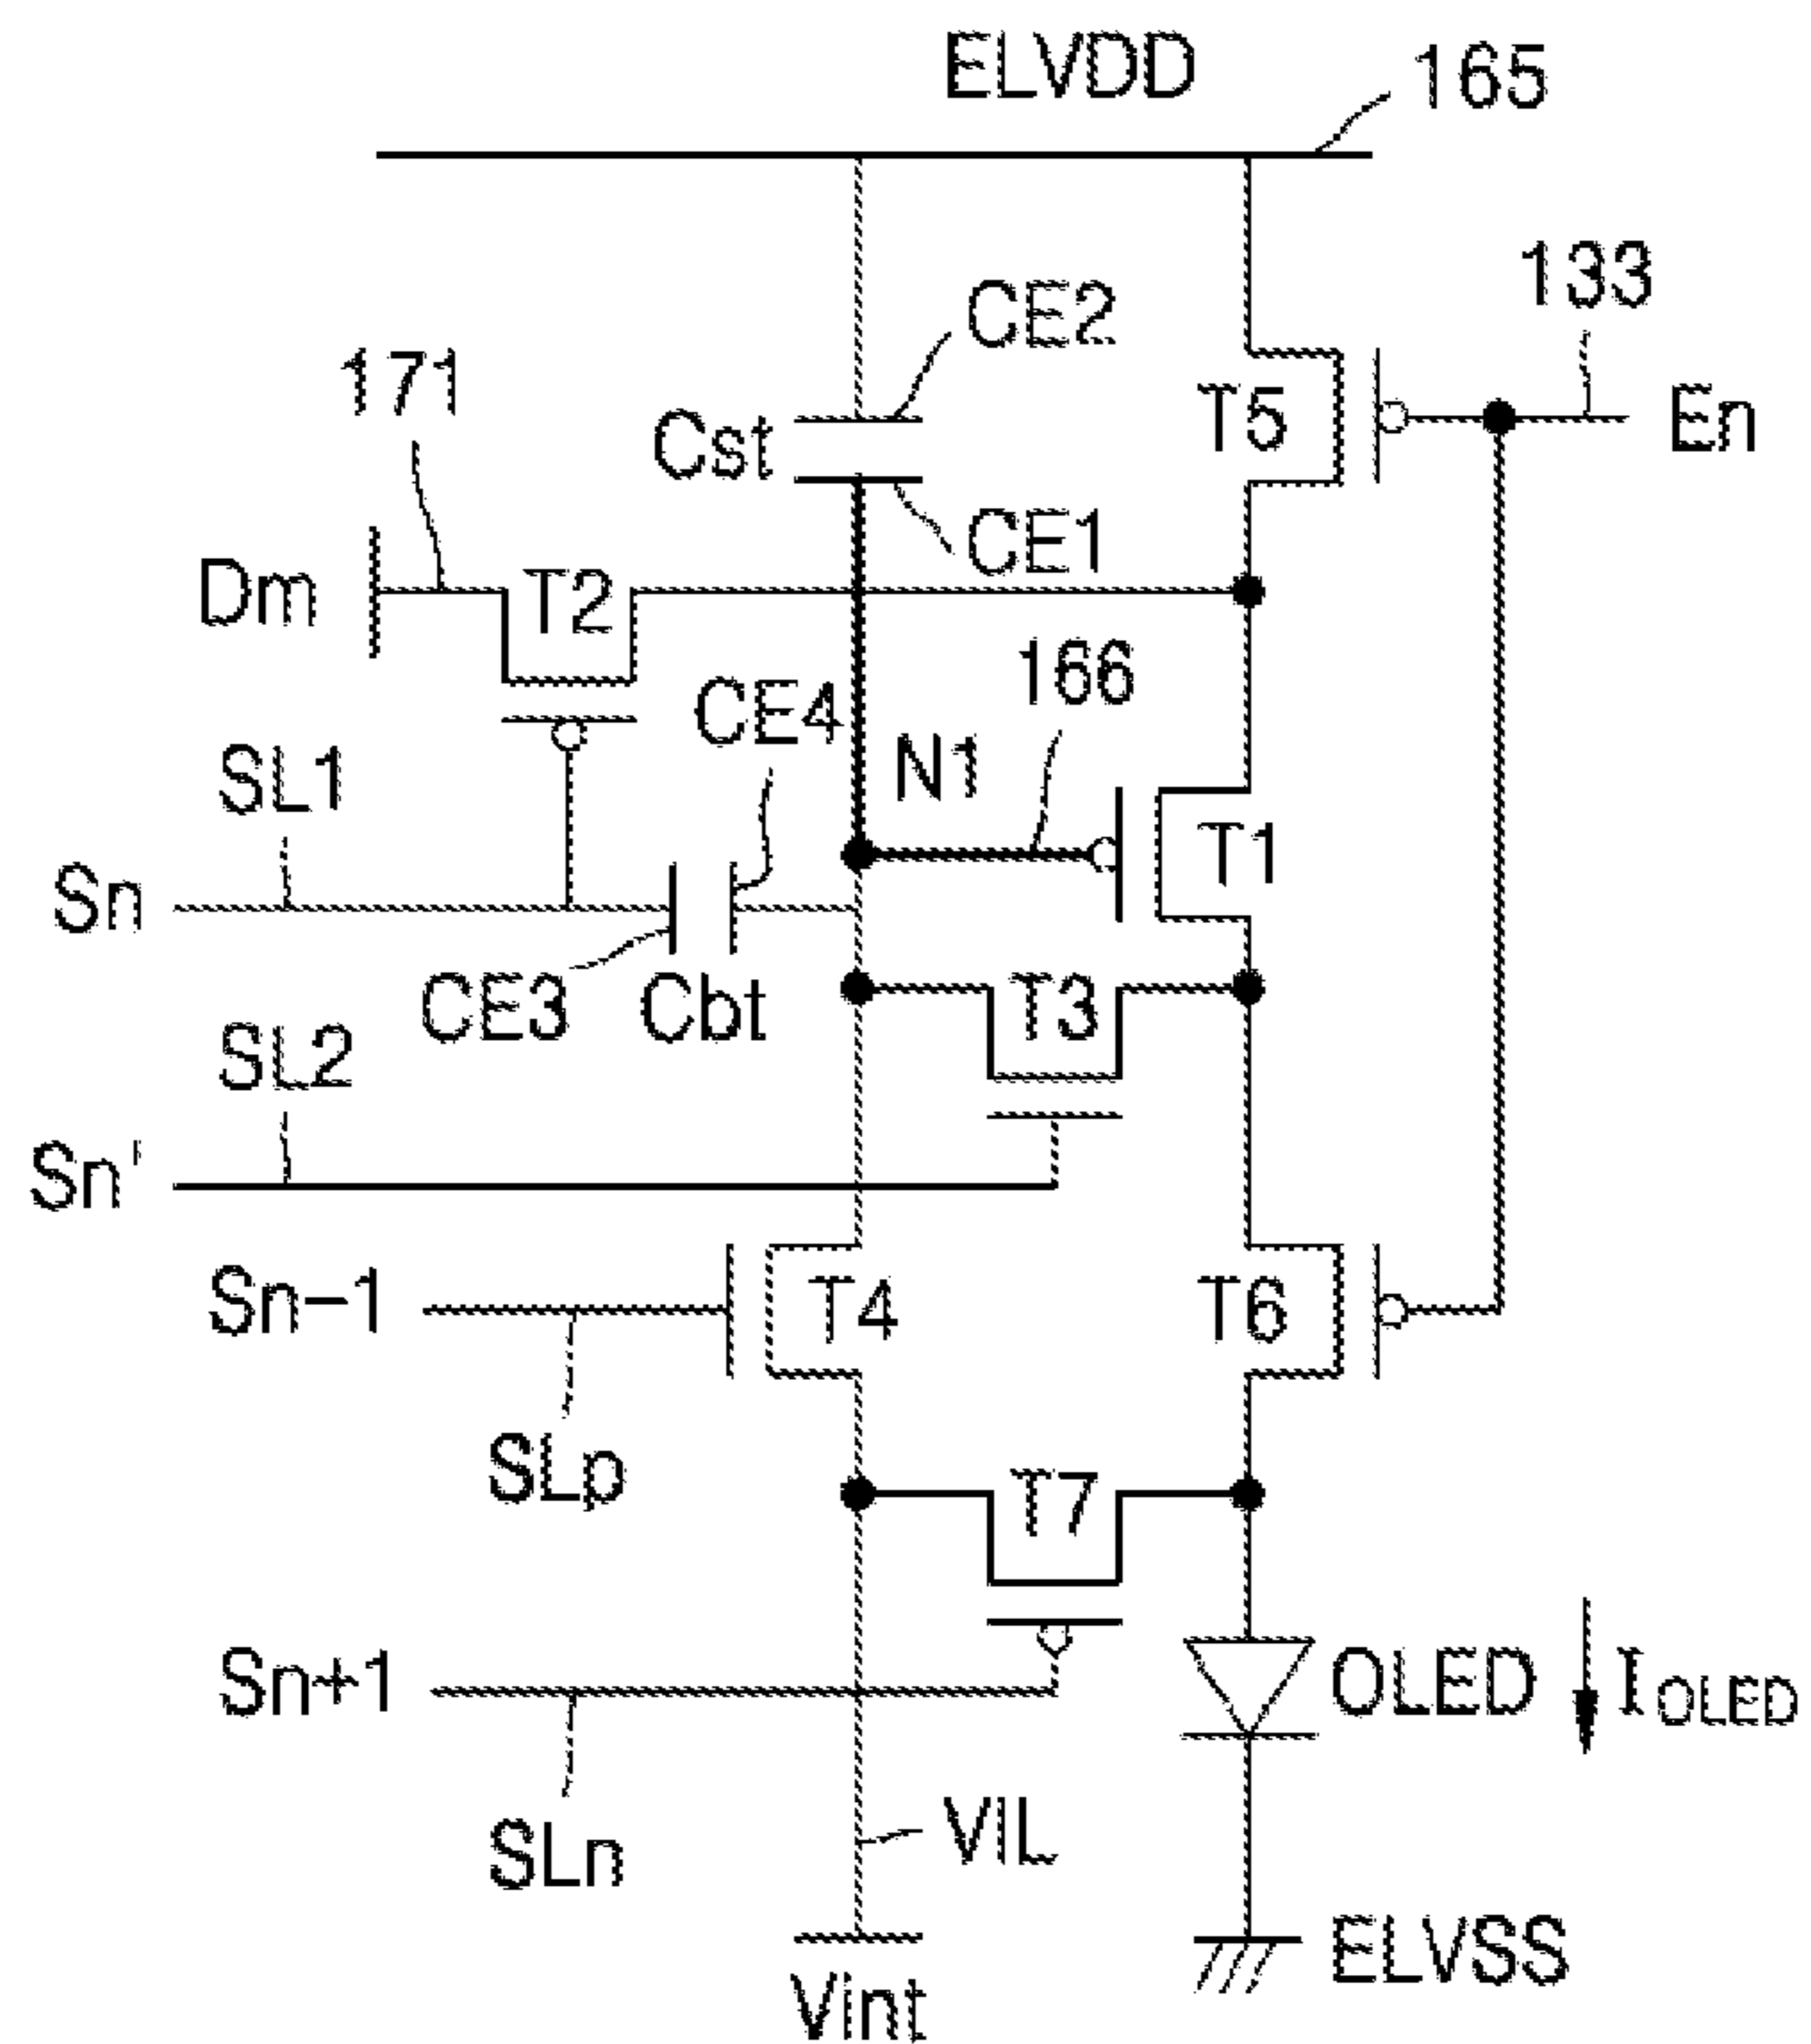 ELVDD
165
133
CE2
171
T5
En
Cst
CE1
Dm
T2
166
CE4
N1
SL1
T1
Sn
CE3
Cbt
T3
SL2
Sn'
Sn-1
T4
T6
SLp
T7
Sn+1
OLED
IOLED
SLn
VIL
ELVSS
Vint